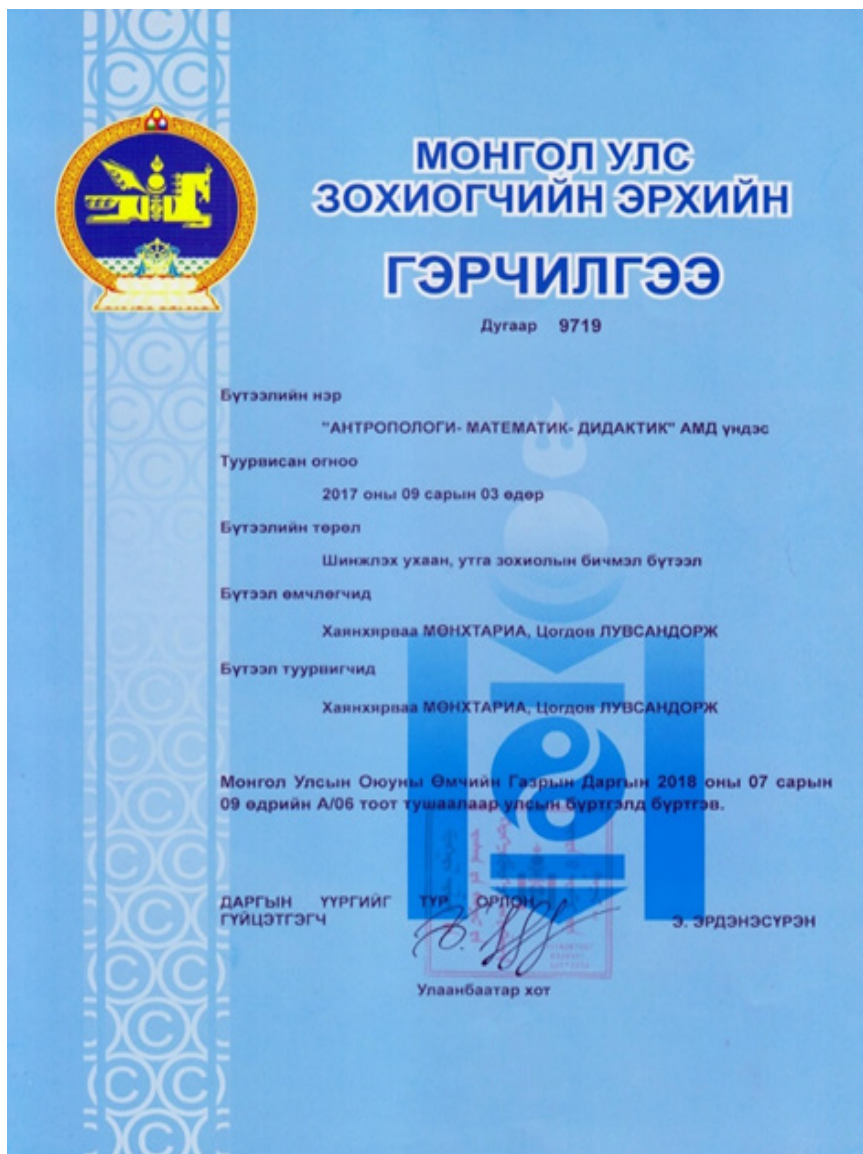 МОНГОЛ УЛС
ЗОХИОГЧИЙН ЭРХИЙН
ГЭРЧИЛГЭЭ
Дугаар 9719
Бүтээлийн нэр
"АНТРОПОЛОГИ- МАТЕМАТИК- ДИДАКТИК" АМД үндэс
Туурвисан огноо
2017 оны 09 сарын 03 өдөр
Бүтээлийн төрөл
Шинжлэх ухаан, утга зохиолын бичмэл бүтээл
Бүтээл өмчлөгчид
Хаянхярваа МӨНХТАРИА, Цогдов ЛУВСАНДОРЖ
Бүтээл туурвигчид
Хаянхярваа МӨНХТАРИА, Цогдов ЛУВСАНДОРЖ
Монгол Улсын Оюуны Өмчийн Газрын Даргын 2018 оны 07 сарын
09 өдрийн А/06 тоот тушаалаар улсын бүртгэлд бүртгэв.
ДАРГЫН ҮҮРГИЙГ ТҮР ОРЛОН
ГҮЙЦЭТГЭГЧ Э. ЭРДЭНЭСҮРЭН
Улаанбаатар хот